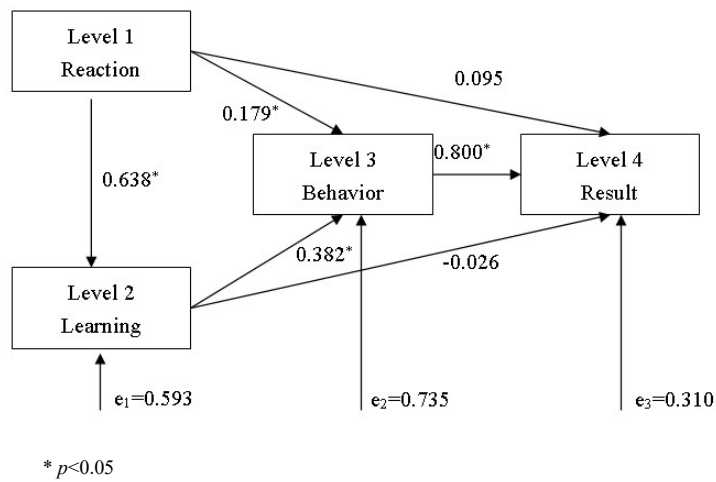 Level 1
Reaction
0.095
0.179*
Level 3
Behavior
0.800*
Level 4
Result
0.638*
0.382*
-0.026
Level 2
Learning
e₁=0.593
e₂=0.735
e₃=0.310
* p<0.05